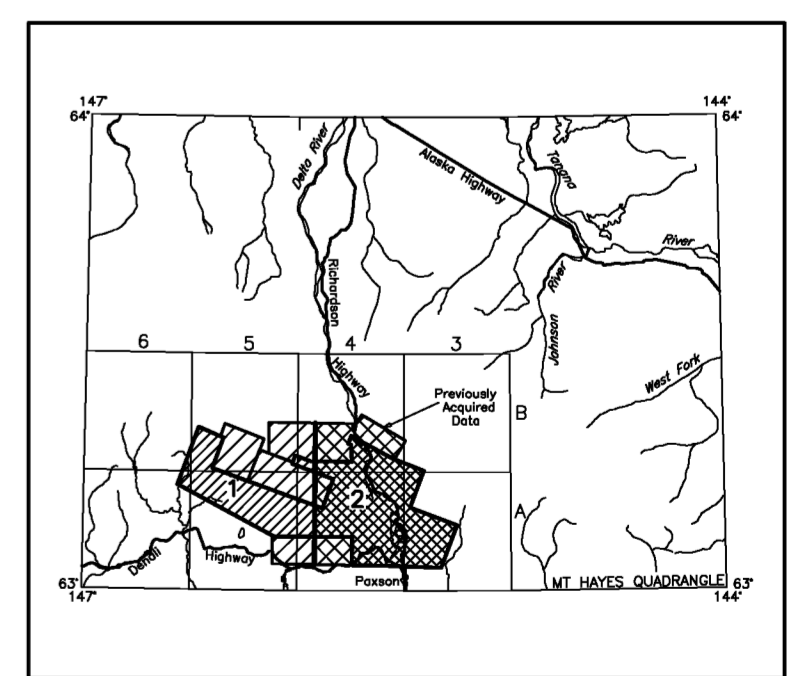 147° 144°
64° 64°
Delta River
Alaska Highway
Tanana
River
Richardson
Highway
River
Johnson
6 5 4 3
West Fork
Previously
Acquired
Data
B
1
2
A
Denali
Highway
Paxson
MT HAYES QUADRANGLE
63° 63°
147° 144°